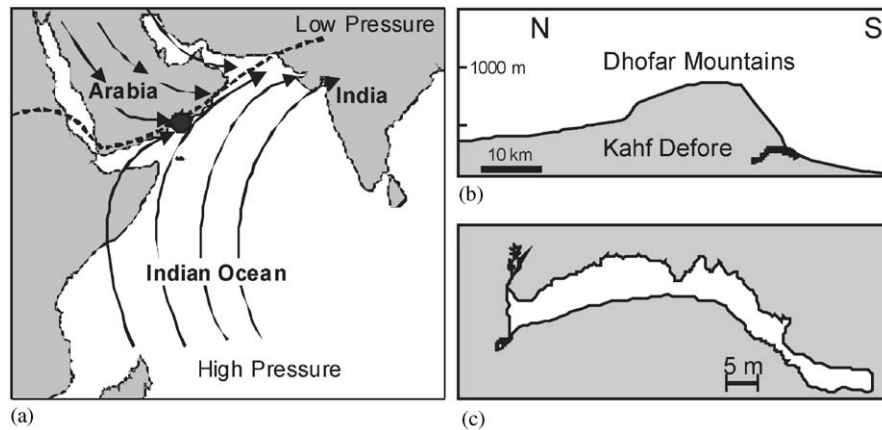 Low Pressure
Arabia
India
Indian Ocean
High Pressure
(a)
N S
Dhofar Mountains
1000 m
Kahf Defore
10 km
(b)
5 m
(c)